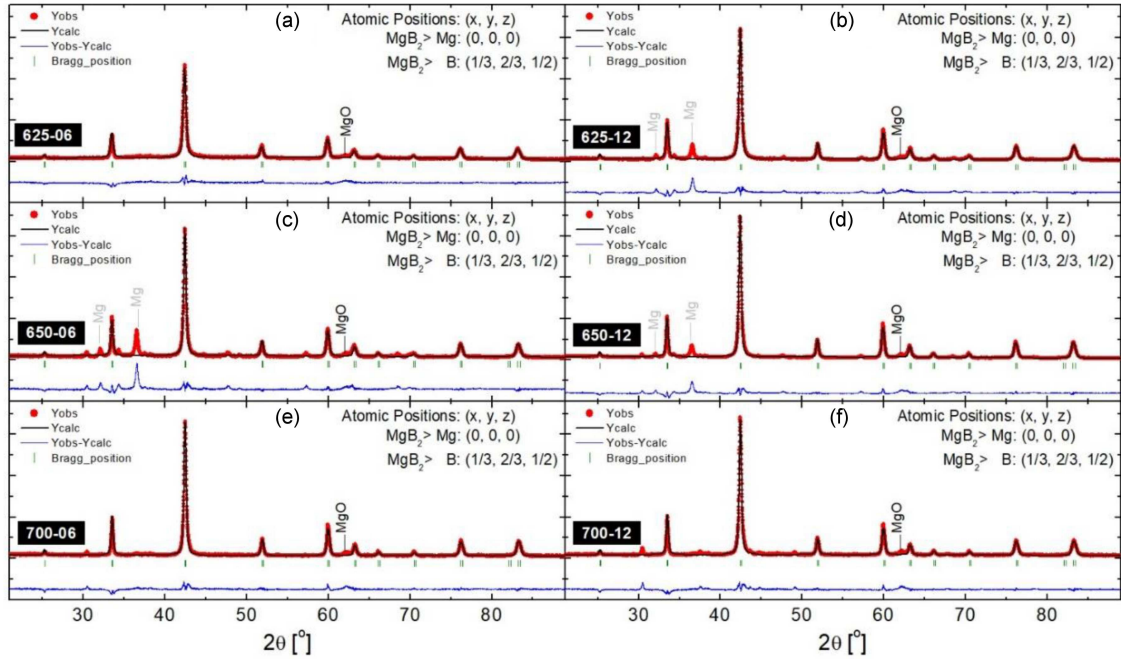 Yobs
Ycalc
Yobs-Ycalc
Bragg_position
(a)
Atomic Positions: (x, y, z)
MgB2> Mg: (0, 0, 0)
MgB2> B: (1/3, 2/3, 1/2)
625-06
MgO
Yobs
Ycalc
Yobs-Ycalc
Bragg_position
(b)
Atomic Positions: (x, y, z)
MgB2> Mg: (0, 0, 0)
MgB2> B: (1/3, 2/3, 1/2)
625-12
Mg
Mg
MgO
Yobs
Ycalc
Yobs-Ycalc
Bragg_position
(c)
Atomic Positions: (x, y, z)
MgB2> Mg: (0, 0, 0)
MgB2> B: (1/3, 2/3, 1/2)
650-06
Mg
Mg
MgO
Yobs
Ycalc
Yobs-Ycalc
Bragg_position
(d)
Atomic Positions: (x, y, z)
MgB2> Mg: (0, 0, 0)
MgB2> B: (1/3, 2/3, 1/2)
650-12
Mg
Mg
MgO
Yobs
Ycalc
Yobs-Ycalc
Bragg_position
(e)
Atomic Positions: (x, y, z)
MgB2> Mg: (0, 0, 0)
MgB2> B: (1/3, 2/3, 1/2)
700-06
MgO
Yobs
Ycalc
Yobs-Ycalc
Bragg_position
(f)
Atomic Positions: (x, y, z)
MgB2> Mg: (0, 0, 0)
MgB2> B: (1/3, 2/3, 1/2)
700-12
MgO
30 40 50 60 70 80
30 40 50 60 70 80
2θ [°]
2θ [°]